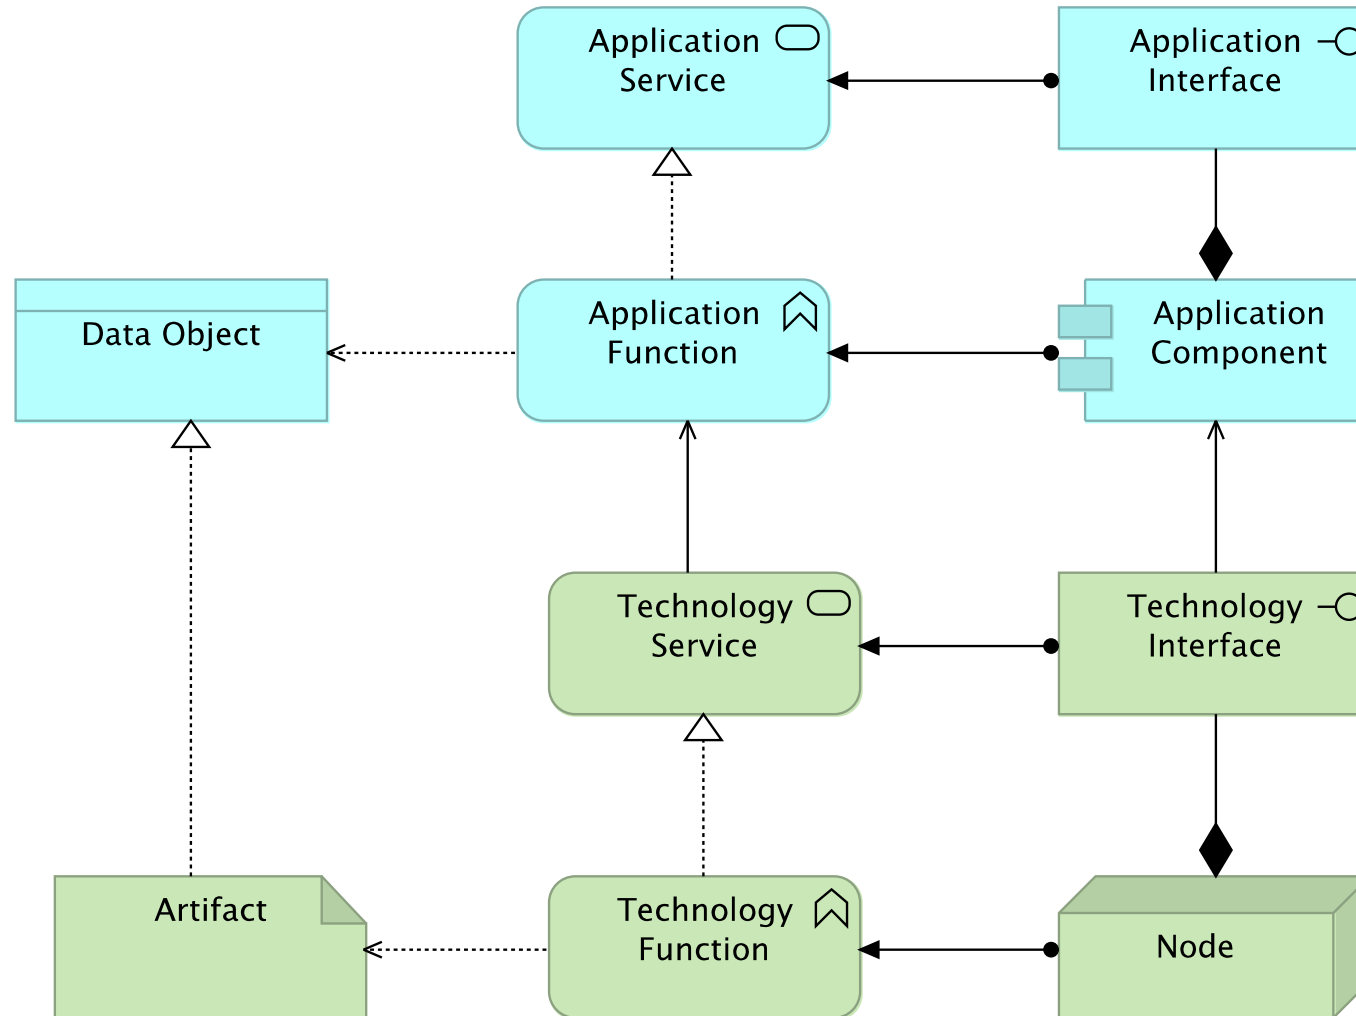 Application
Service
Application
Interface
Data Object
Application
Function
Application
Component
Technology
Service
Technology
Interface
Artifact
Technology
Function
Node